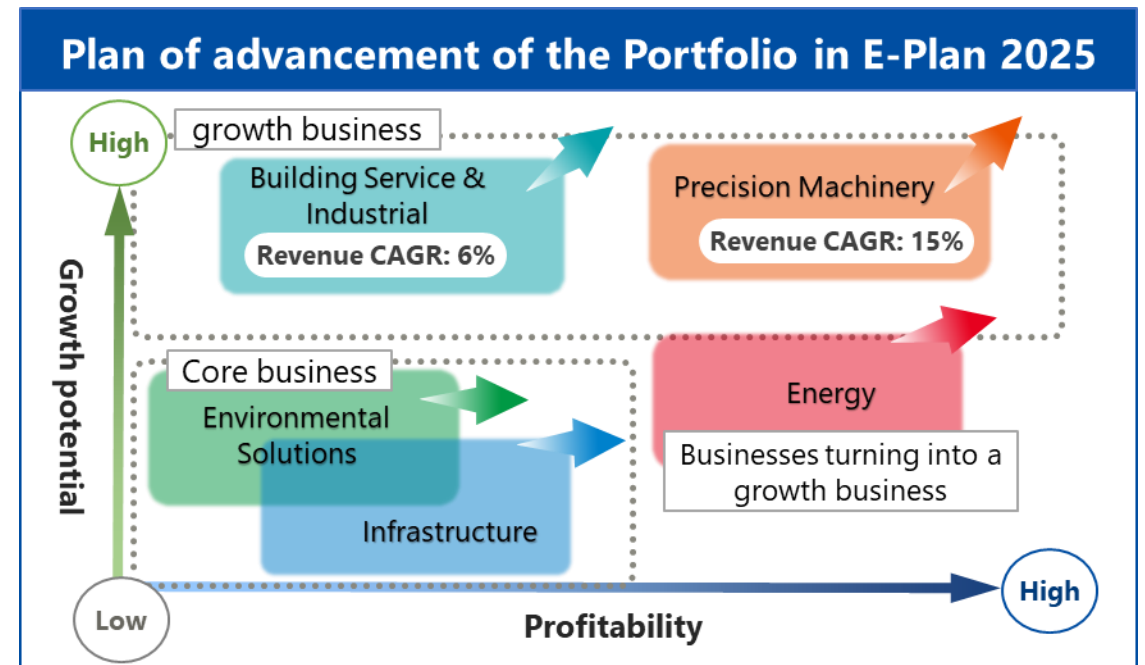 Plan of advancement of the Portfolio in E-Plan 2025
High
growth business
Building Service &
Industrial
Revenue CAGR: 6%
Precision Machinery
Revenue CAGR: 15%
Growth potential
Core business
Environmental
Solutions
Infrastructure
Energy
Businesses turning into a
growth business
Low
Profitability
High